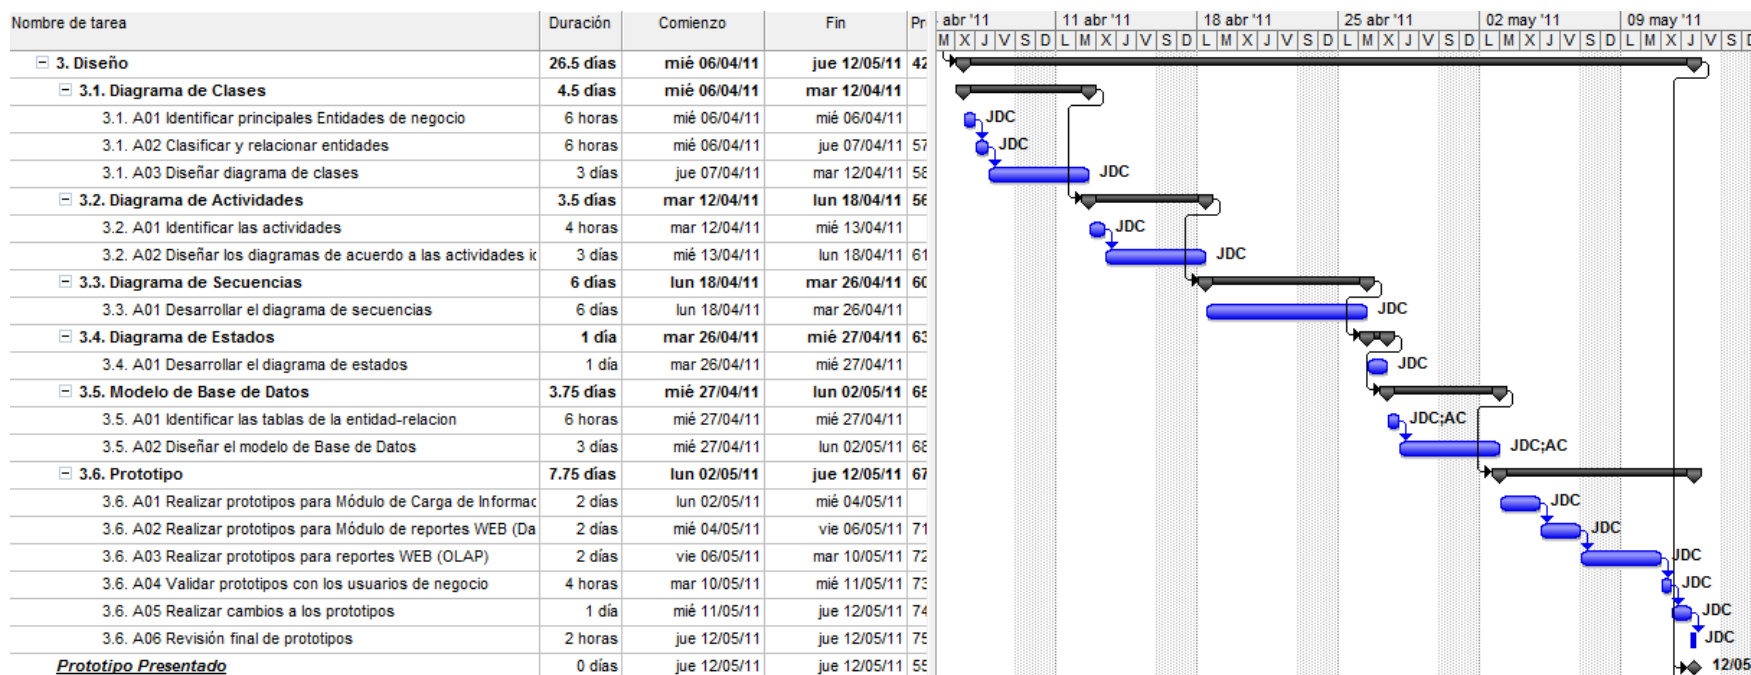 Nombre de tarea Duración Comienzo Fin Pr abr '11 11 abr '11 18 abr '11 25 abr '11 02 may '11 09 may '11
M X J V S D L M X J V S D L M X J V S D L M X J V S D L M X J V S D L M X J V S D
3. Diseño 26.5 días mié 06/04/11 jue 12/05/11 42
3.1. Diagrama de Clases 4.5 días mié 06/04/11 mar 12/04/11
3.1. A01 Identificar principales Entidades de negocio 6 horas mié 06/04/11 mié 06/04/11 JDC
3.1. A02 Clasificar y relacionar entidades 6 horas mié 06/04/11 jue 07/04/11 57 JDC
3.1. A03 Diseñar diagrama de clases 3 días jue 07/04/11 mar 12/04/11 58 JDC
3.2. Diagrama de Actividades 3.5 días mar 12/04/11 lun 18/04/11 56
3.2. A01 Identificar las actividades 4 horas mar 12/04/11 mié 13/04/11 JDC
3.2. A02 Diseñar los diagramas de acuerdo a las actividades ic 3 días mié 13/04/11 lun 18/04/11 61 JDC
3.3. Diagrama de Secuencias 6 días lun 18/04/11 mar 26/04/11 60
3.3. A01 Desarrollar el diagrama de secuencias 6 días lun 18/04/11 mar 26/04/11 JDC
3.4. Diagrama de Estados 1 día mar 26/04/11 mié 27/04/11 63
3.4. A01 Desarrollar el diagrama de estados 1 día mar 26/04/11 mié 27/04/11 JDC
3.5. Modelo de Base de Datos 3.75 días mié 27/04/11 lun 02/05/11 65
3.5. A01 Identificar las tablas de la entidad-relacion 6 horas mié 27/04/11 mié 27/04/11 JDC;AC
3.5. A02 Diseñar el modelo de Base de Datos 3 días mié 27/04/11 lun 02/05/11 68 JDC;AC
3.6. Prototipo 7.75 días lun 02/05/11 jue 12/05/11 67
3.6. A01 Realizar prototipos para Módulo de Carga de Informac 2 días lun 02/05/11 mié 04/05/11 JDC
3.6. A02 Realizar prototipos para Módulo de reportes WEB (Da 2 días mié 04/05/11 vie 06/05/11 71 JDC
3.6. A03 Realizar prototipos para reportes WEB (OLAP) 2 días vie 06/05/11 mar 10/05/11 72 JDC
3.6. A04 Validar prototipos con los usuarios de negocio 4 horas mar 10/05/11 mié 11/05/11 73 JDC
3.6. A05 Realizar cambios a los prototipos 1 día mié 11/05/11 jue 12/05/11 74 JDC
3.6. A06 Revisión final de prototipos 2 horas jue 12/05/11 jue 12/05/11 75 JDC
Prototipo Presentado 0 días jue 12/05/11 jue 12/05/11 55 12/05